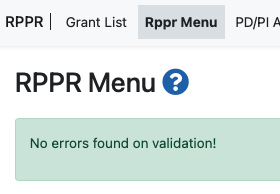 RPPR | Grant List Rppr Menu PD/PI A
RPPR Menu ?
No errors found on validation!